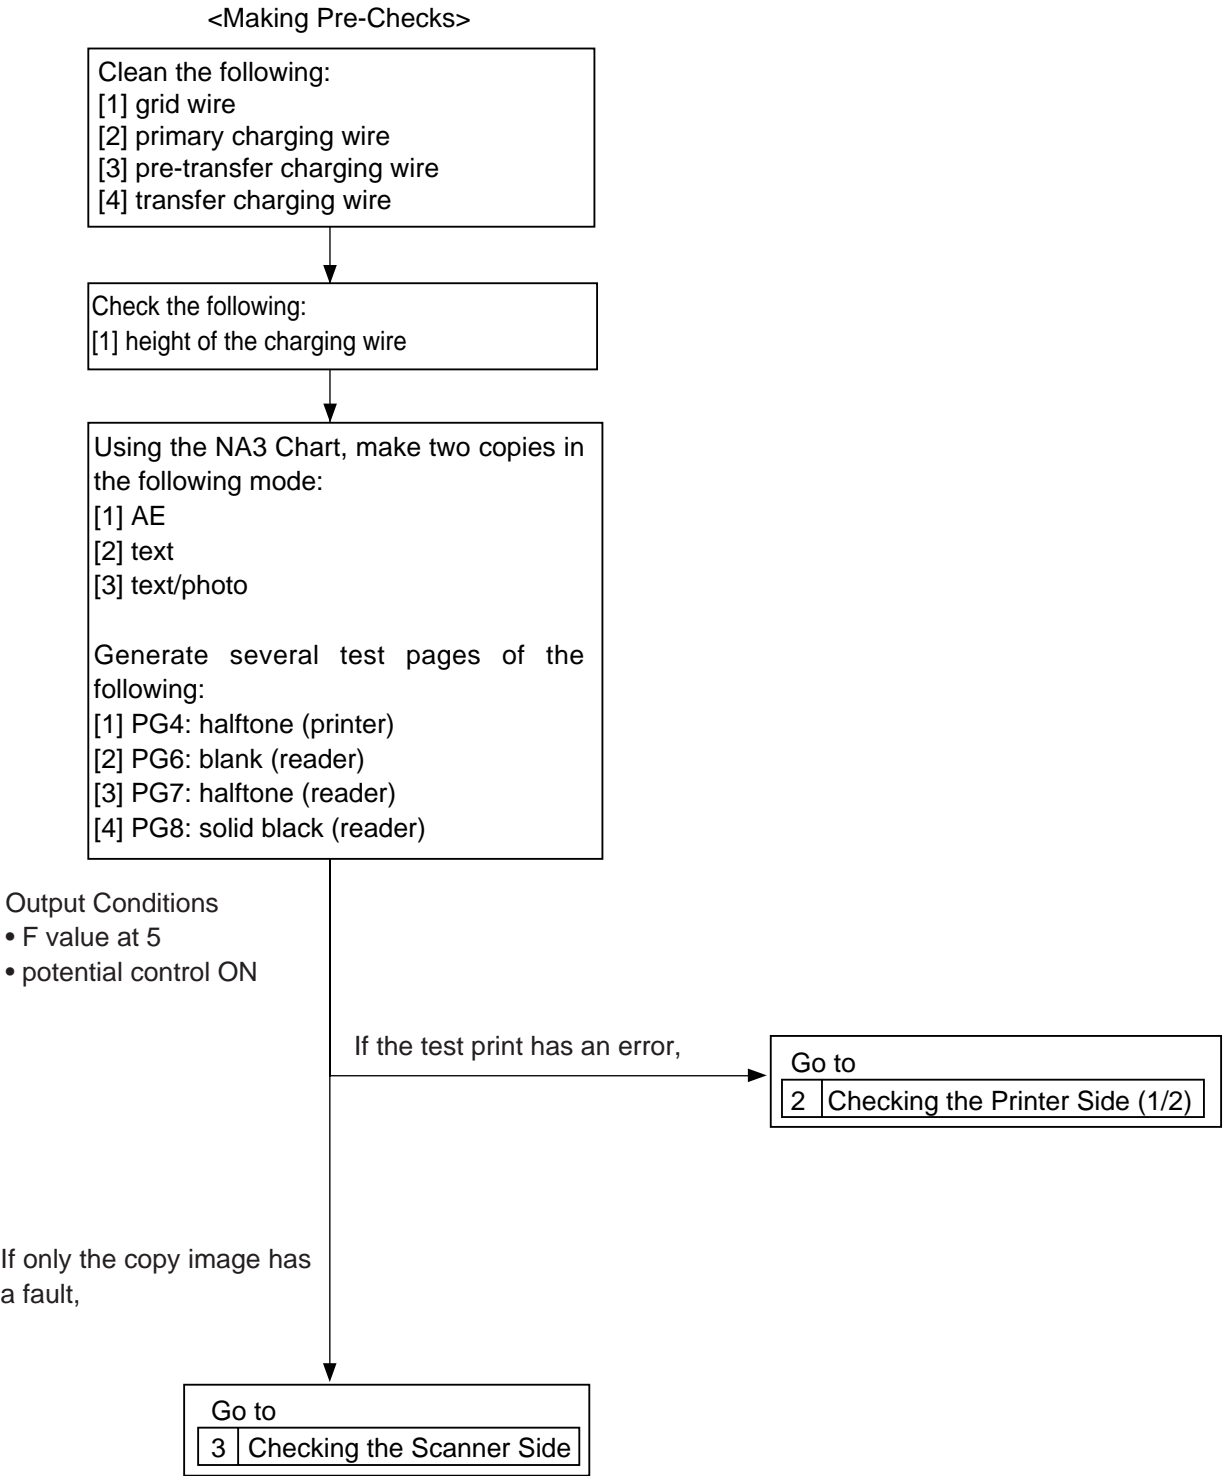 <Making Pre-Checks>
Clean the following:
[1] grid wire
[2] primary charging wire
[3] pre-transfer charging wire
[4] transfer charging wire
Check the following:
[1] height of the charging wire
Using the NA3 Chart, make two copies in
the following mode:
[1] AE
[2] text
[3] text/photo
Generate several test pages of the
following:
[1] PG4: halftone (printer)
[2] PG6: blank (reader)
[3] PG7: halftone (reader)
[4] PG8: solid black (reader)
Output Conditions
• F value at 5
• potential control ON
If the test print has an error,
Go to
2 Checking the Printer Side (1/2)
If only the copy image has
a fault,
Go to
3 Checking the Scanner Side